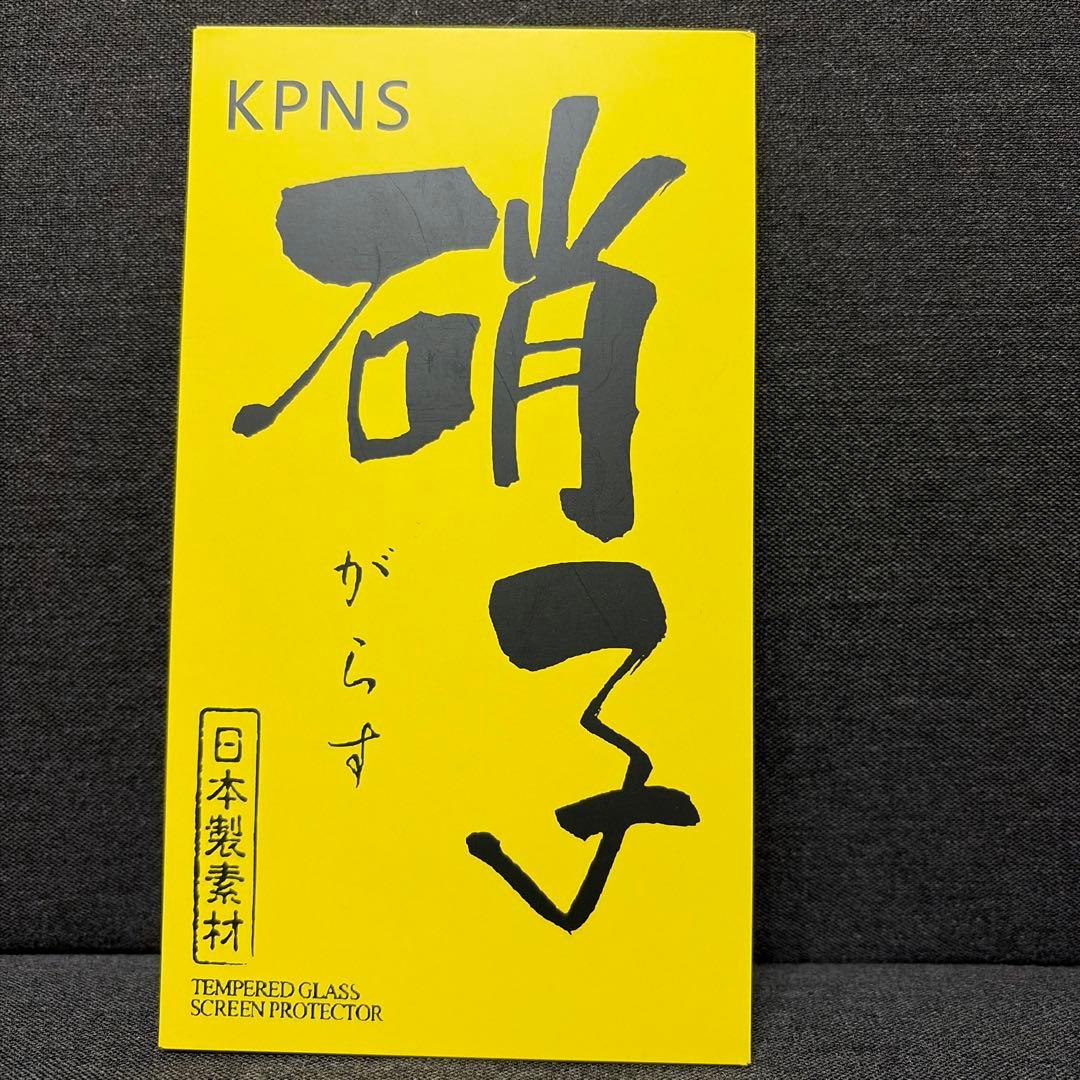 KPNS
硝子
がらす
日本製素材
TEMPERED GLASS
SCREEN PROTECTOR